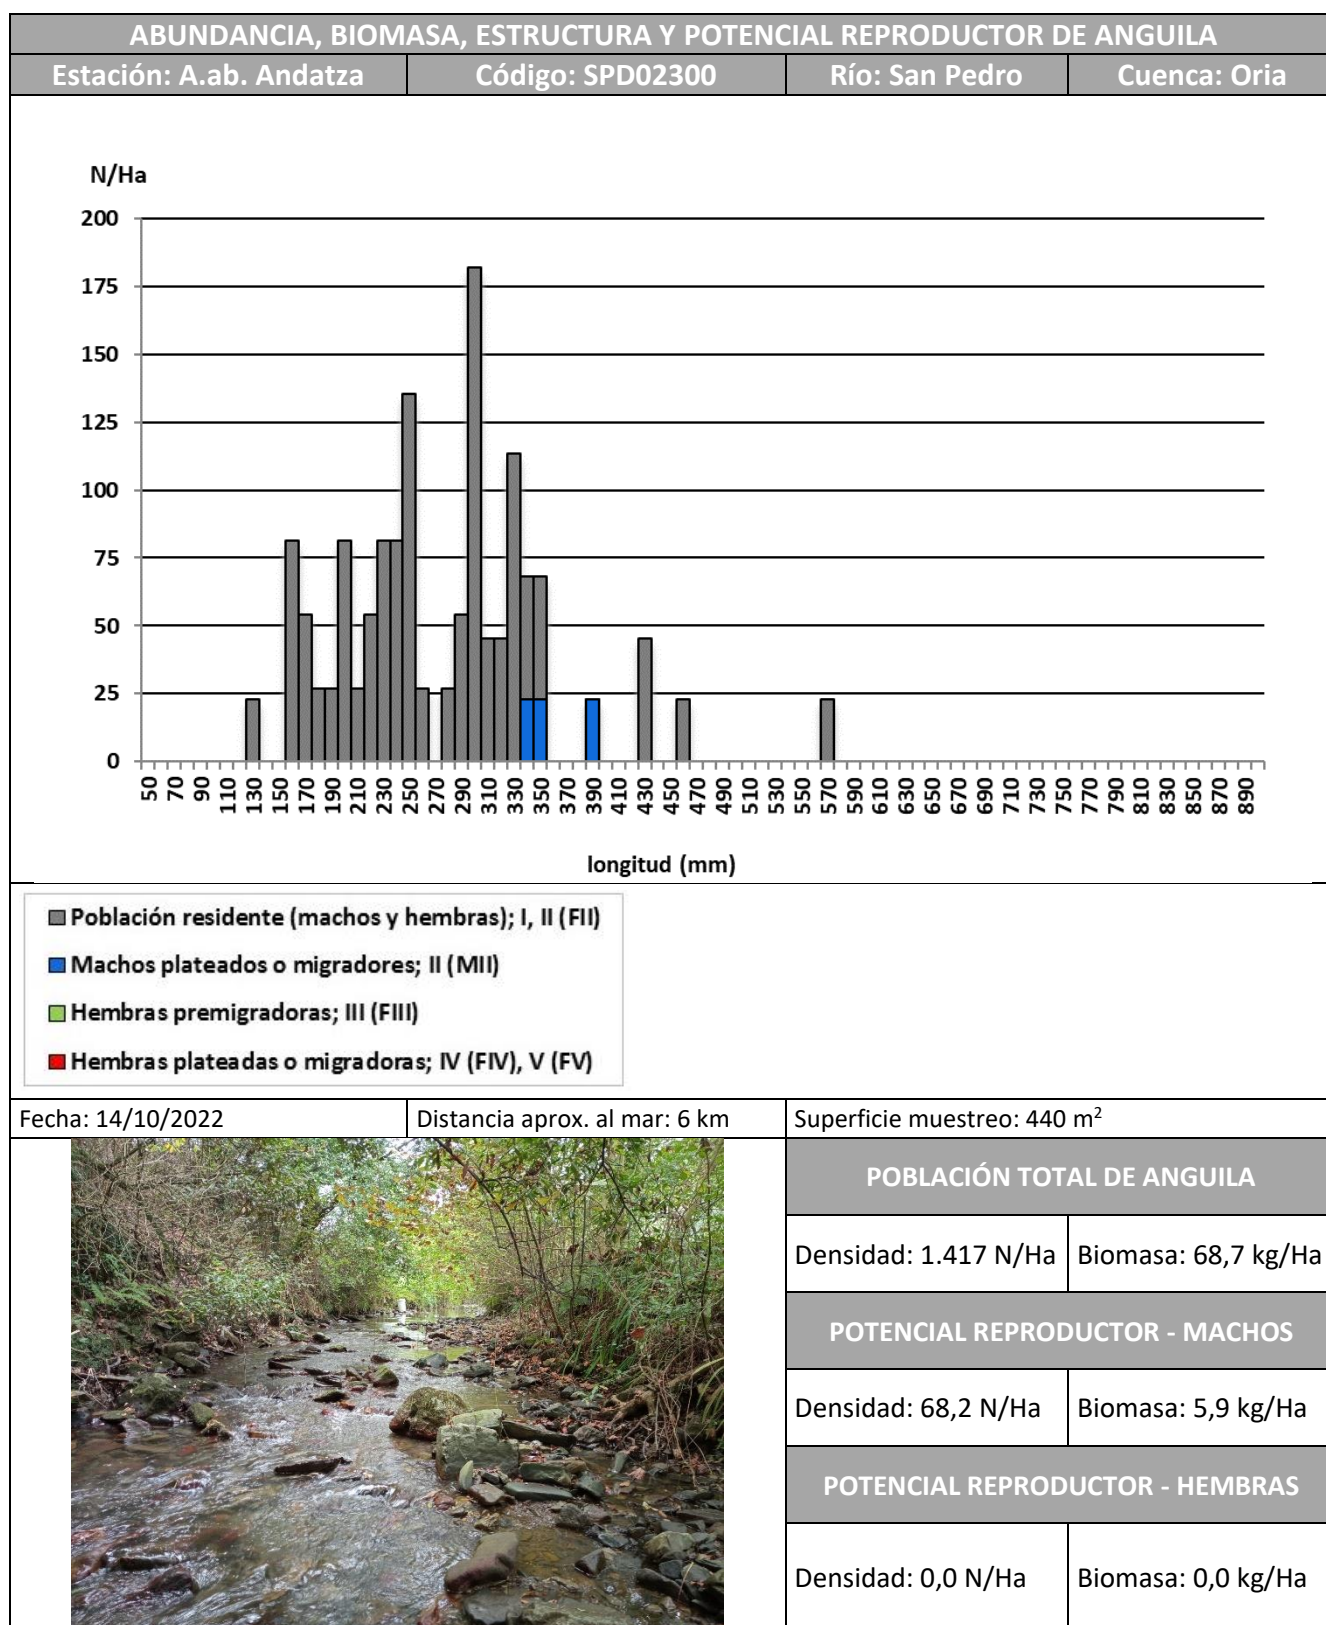 ABUNDANCIA, BIOMASA, ESTRUCTURA Y POTENCIAL REPRODUCTOR DE ANGUILA
Estación: A.ab. Andatza Código: SPD02300 Río: San Pedro Cuenca: Oria
N/Ha
200
175
150
125
100
75
50
25
0
50 70 90 110 130 150 170 190 210 230 250 270 290 310 330 350 370 390 410 430 450 470 490 510 530 550 570 590 610 630 650 670 690 710 730 750 770 790 810 830 850 870 890
longitud (mm)
Población residente (machos y hembras); I, II (FII)
Machos plateados o migradores; II (MII)
Hembras premigradoras; III (FIII)
Hembras plateadas o migradoras; IV (FIV), V (FV)
Fecha: 14/10/2022 Distancia aprox. al mar: 6 km Superficie muestreo: 440 m²
POBLACIÓN TOTAL DE ANGUILA
Densidad: 1.417 N/Ha Biomasa: 68,7 kg/Ha
POTENCIAL REPRODUCTOR - MACHOS
Densidad: 68,2 N/Ha Biomasa: 5,9 kg/Ha
POTENCIAL REPRODUCTOR - HEMBRAS
Densidad: 0,0 N/Ha Biomasa: 0,0 kg/Ha